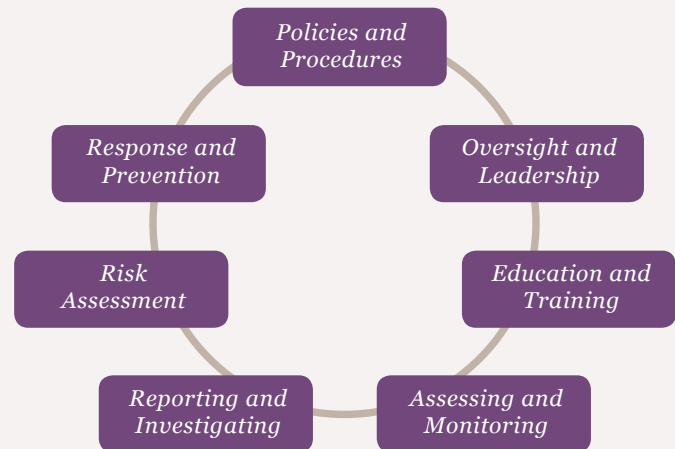 Policies and
Procedures
Oversight and
Leadership
Education and
Training
Assessing and
Monitoring
Reporting and
Investigating
Risk
Assessment
Response and
Prevention